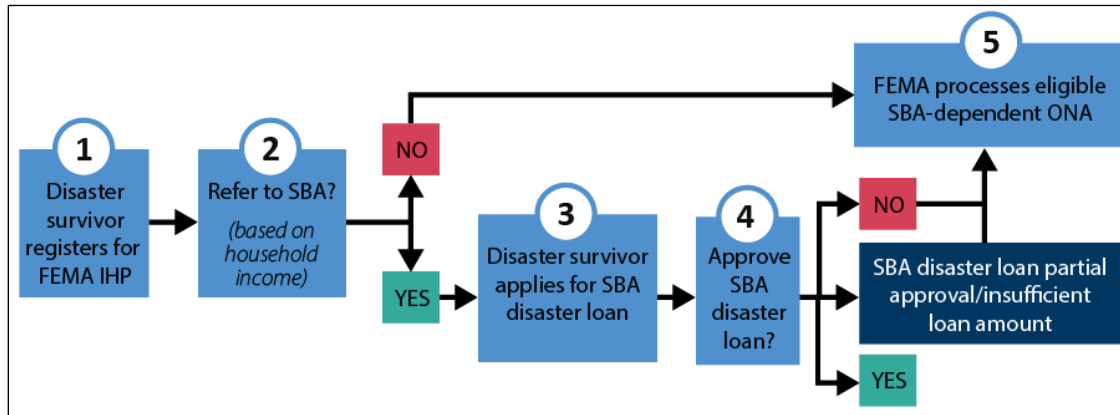 1
Disaster
survivor
registers for
FEMA IHP
2
Refer to SBA?
(based on
household
income)
NO
YES
3
Disaster survivor
applies for SBA
disaster loan
4
Approve
SBA
disaster
loan?
NO
SBA disaster loan partial
approval/insufficient
loan amount
YES
5
FEMA processes eligible
SBA-dependent ONA